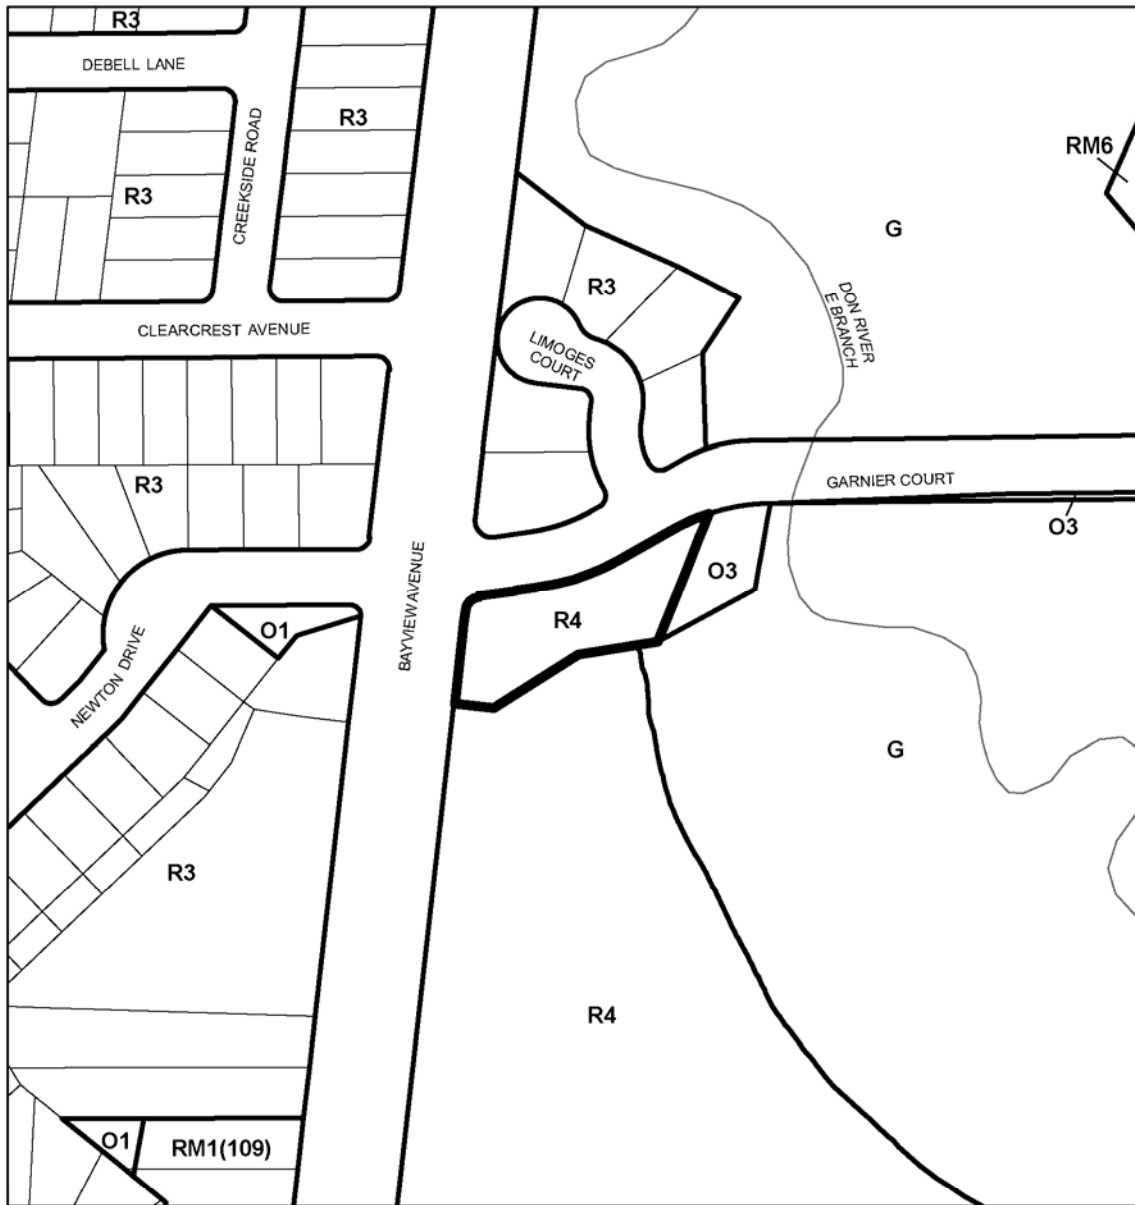 R3
DEBELL LANE
R3
RM6
CREEKSIDE ROAD
R3
G
R3
DON RIVER
E BRANCH
CLEARCREST AVENUE
LIMOGES
COURT
R3
GARNIER COURT
O3
BAYVIEW AVENUE
O3
R4
O1
NEWTON DRIVE
G
R3
R4
O1
RM1(109)